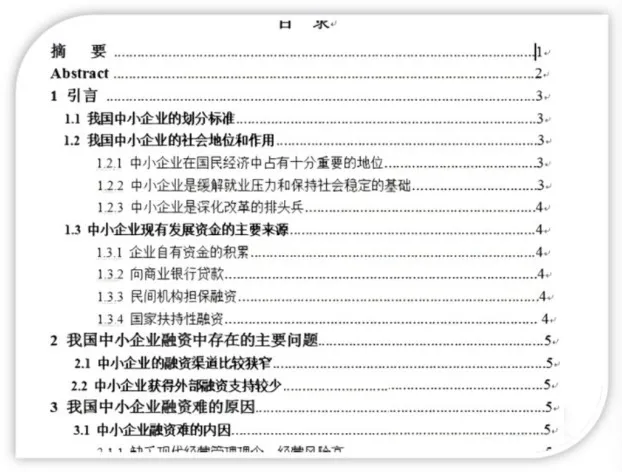 目 录
摘 要 1
Abstract 2
1 引言 3
1.1 我国中小企业的划分标准 3
1.2 我国中小企业的社会地位和作用 3
1.2.1 中小企业在国民经济中占有十分重要的地位 3
1.2.2 中小企业是缓解就业压力和保持社会稳定的基础 3
1.2.3 中小企业是深化改革的排头兵 4
1.3 中小企业现有发展资金的主要来源 4
1.3.1 企业自有资金的积累 4
1.3.2 向商业银行贷款 4
1.3.3 民间机构担保融资 4
1.3.4 国家扶持性融资 4
2 我国中小企业融资中存在的主要问题 5
2.1 中小企业的融资渠道比较狭窄 5
2.2 中小企业获得外部融资支持较少 5
3 我国中小企业融资难的原因 5
3.1 中小企业融资难的内因 5